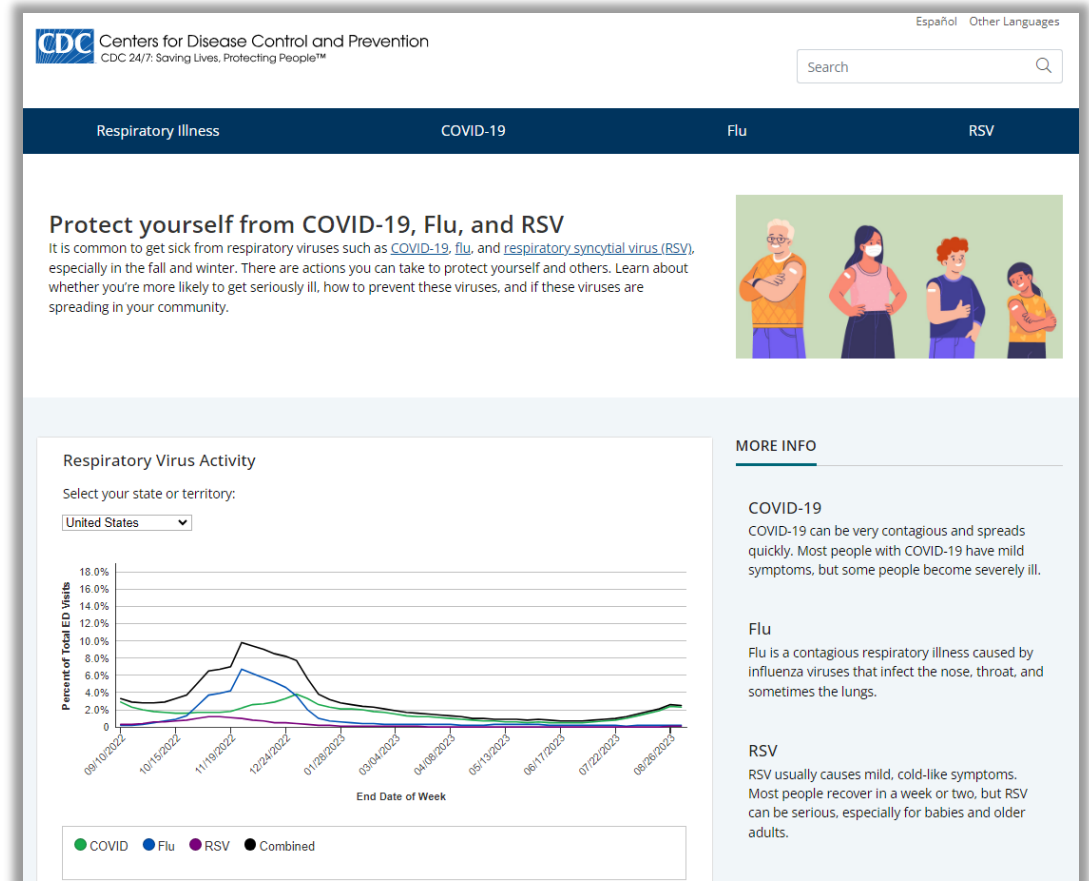 Español Other Languages
CDC Centers for Disease Control and Prevention
CDC 24/7: Saving Lives, Protecting People™
Search
Respiratory Illness COVID-19 Flu RSV
Protect yourself from COVID-19, Flu, and RSV
It is common to get sick from respiratory viruses such as COVID-19, flu, and respiratory syncytial virus (RSV),
especially in the fall and winter. There are actions you can take to protect yourself and others. Learn about
whether you're more likely to get seriously ill, how to prevent these viruses, and if these viruses are
spreading in your community.
Respiratory Virus Activity
Select your state or territory:
United States
Percent of Total ED Visits
18.0%
16.0%
14.0%
12.0%
10.0%
8.0%
6.0%
4.0%
2.0%
0
09/10/2022 10/15/2022 11/19/2022 12/24/2022 01/28/2023 03/04/2023 04/08/2023 05/13/2023 06/17/2023 07/22/2023 08/26/2023
End Date of Week
COVID Flu RSV Combined
MORE INFO
COVID-19
COVID-19 can be very contagious and spreads
quickly. Most people with COVID-19 have mild
symptoms, but some people become severely ill.
Flu
Flu is a contagious respiratory illness caused by
influenza viruses that infect the nose, throat, and
sometimes the lungs.
RSV
RSV usually causes mild, cold-like symptoms.
Most people recover in a week or two, but RSV
can be serious, especially for babies and older
adults.